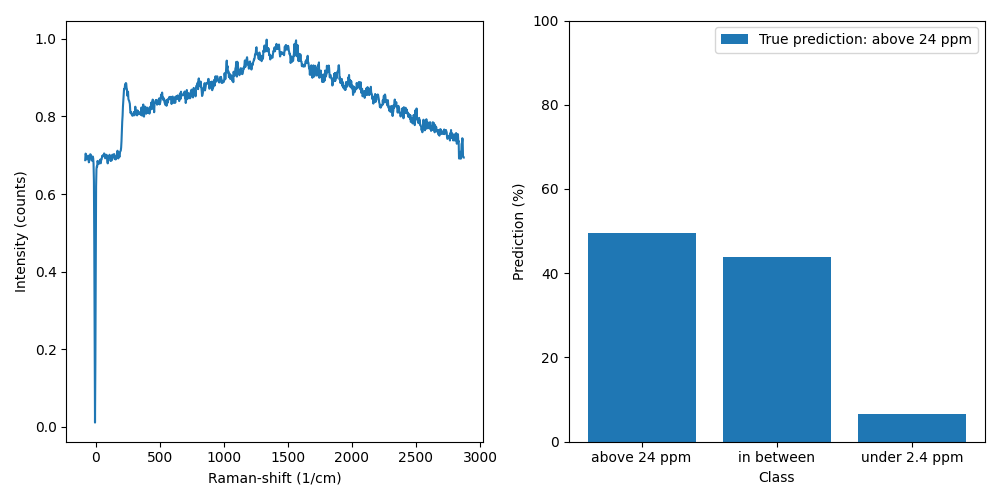 1.0
0.8
0.6
0.4
0.2
0.0
Intensity (counts)
0
500
1000
1500
2000
2500
3000
Raman-shift (1/cm)
100
80
60
40
20
0
Prediction (%)
True prediction: above 24 ppm
above 24 ppm
in between
under 2.4 ppm
Class